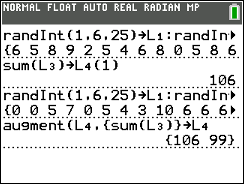 NORMAL FLOAT AUTO REAL RADIAN MP
randInt(1,6,25)→L₁:randIn▸
{6 5 8 9 2 5 4 6 8 0 5 8 6
sum(L₃)→L₄(1)
106
randInt(1,6,25)→L₁:randIn▸
{0 0 5 7 0 5 4 3 10 6 6 6
augment(L₄,{sum(L₃)}→L₄
{106 99}